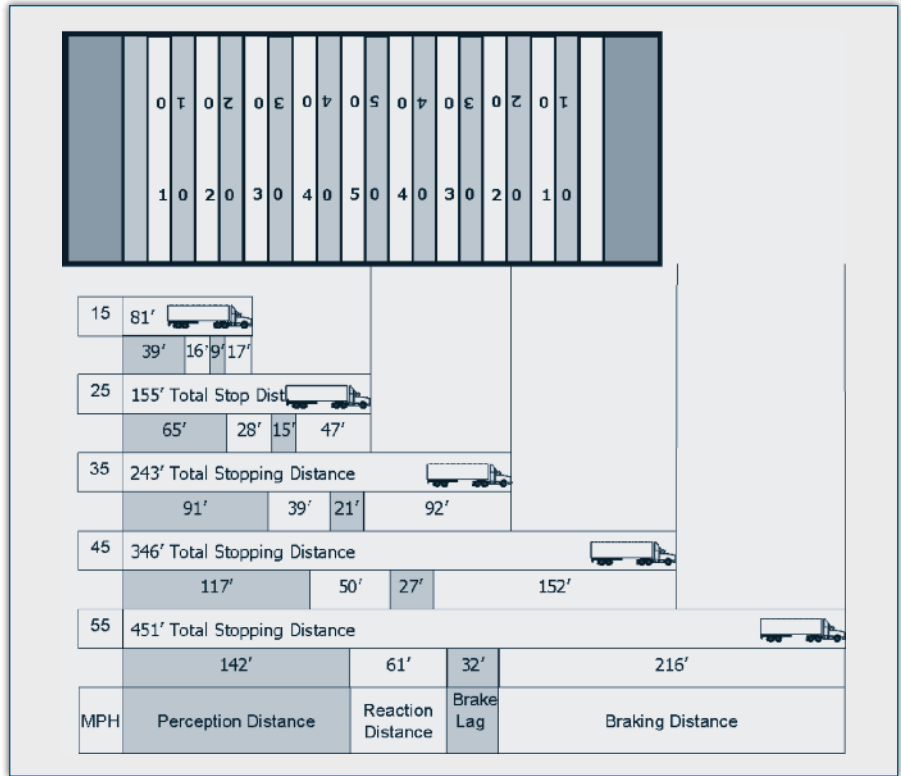 0 1 0 2 0 3 0 4 0 5 0 4 0 3 0 2 0 1
1 0 2 0 3 0 4 0 5 0 4 0 3 0 2 0 1 0
15 81′
39′ 16′ 9′ 17′
25 155′ Total Stop Dist
65′ 28′ 15′ 47′
35 243′ Total Stopping Distance
91′ 39′ 21′ 92′
45 346′ Total Stopping Distance
117′ 50′ 27′ 152′
55 451′ Total Stopping Distance
142′ 61′ 32′ 216′
MPH Perception Distance
Reaction
Distance
Brake
Lag
Braking Distance